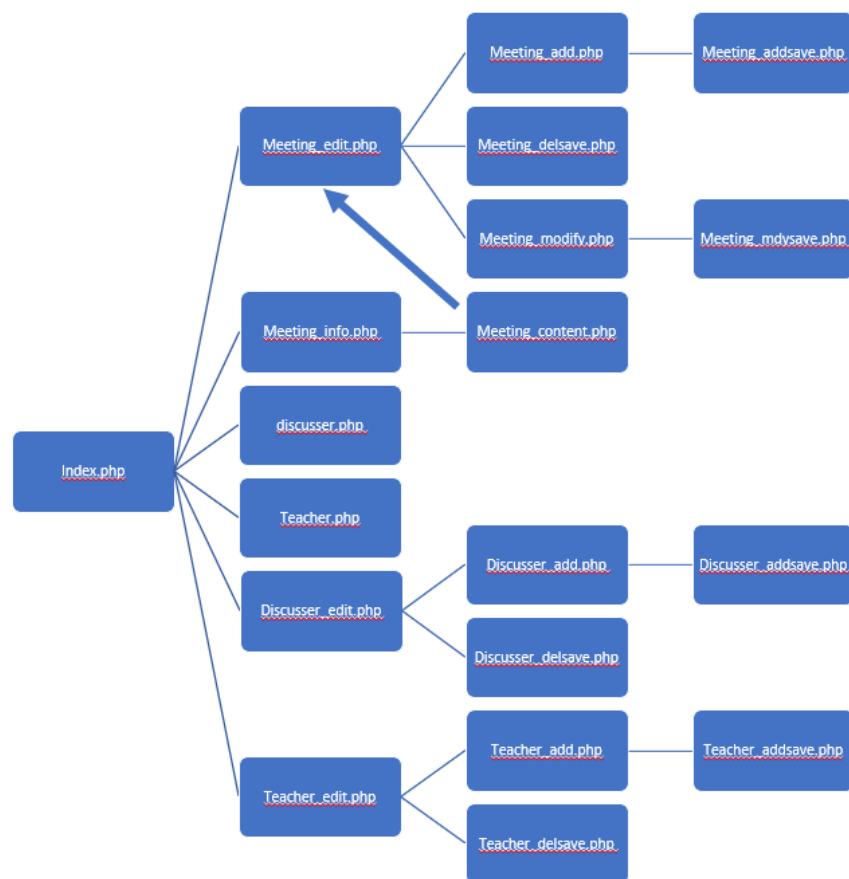 Meeting_add.php
Meeting_addsave.php
Meeting_edit.php
Meeting_delsave.php
Meeting_modify.php
Meeting_mdysave.php
Meeting_info.php
Meeting_content.php
discusser.php
Index.php
Teacher.php
Discusser_add.php
Discusser_addsave.php
Discusser_edit.php
Discusser_delsave.php
Teacher_add.php
Teacher_addsave.php
Teacher_edit.php
Teacher_delsave.php